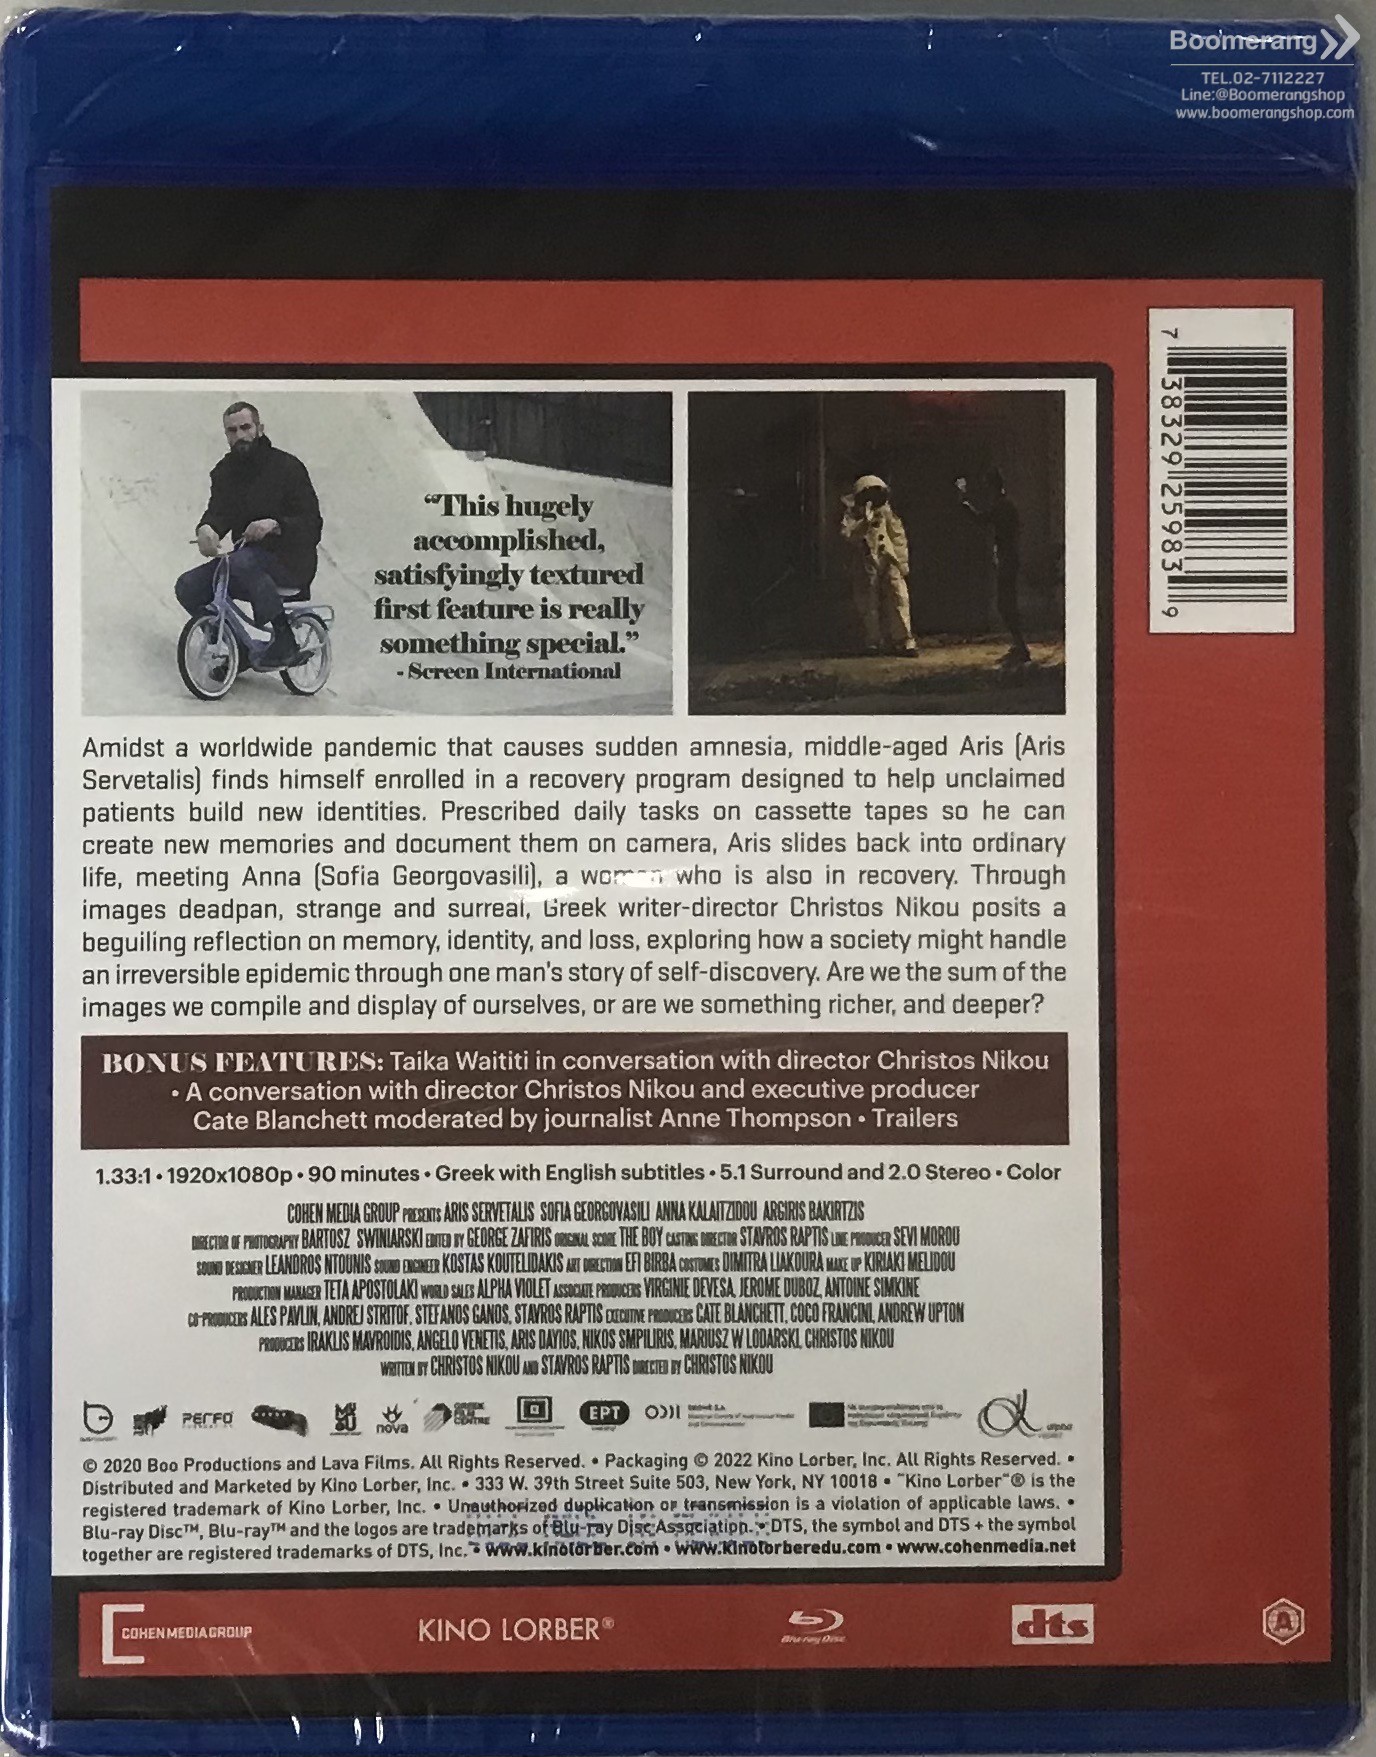 Boomerang
TEL.02-7112227
Line:@Boomerangshop
www.boomerangshop.com
7 38329 25983 9
“This hugely
accomplished,
satisfyingly textured
first feature is really
something special.”
- Screen International
Amidst a worldwide pandemic that causes sudden amnesia, middle-aged Aris (Aris
Servetalis) finds himself enrolled in a recovery program designed to help unclaimed
patients build new identities. Prescribed daily tasks on cassette tapes so he can
create new memories and document them on camera, Aris slides back into ordinary
life, meeting Anna (Sofia Georgovasili), a woman who is also in recovery. Through
images deadpan, strange and surreal, Greek writer-director Christos Nikou posits a
beguiling reflection on memory, identity, and loss, exploring how a society might handle
an irreversible epidemic through one man's story of self-discovery. Are we the sum of the
images we compile and display of ourselves, or are we something richer, and deeper?
BONUS FEATURES: Taika Waititi in conversation with director Christos Nikou
• A conversation with director Christos Nikou and executive producer
Cate Blanchett moderated by journalist Anne Thompson • Trailers
1.33:1 • 1920x1080p • 90 minutes • Greek with English subtitles • 5.1 Surround and 2.0 Stereo • Color
COHEN MEDIA GROUP PRESENTS ARIS SERVETALIS SOFIA GEORGOVASILI ANNA KALAITZIDOU ARGIRIS BAKIRTZIS
DIRECTOR OF PHOTOGRAPHY BARTOSZ SWINIARSKI EDITED BY GEORGE ZAFIRIS ORIGINAL SCORE THE BOY CASTING DIRECTOR STAVROS RAPTIS LINE PRODUCER SEVI MOROU
SOUND DESIGNER LEANDROS NTOUNIS SOUND ENGINEER KOSTAS KOUTELIDAKIS ART DIRECTION EFI BIRBA COSTUMES DIMITRA LIAKOURA MAKE UP KIRIAKI MELIDOU
PRODUCTION MANAGER TETA APOSTOLAKI WORLD SALES ALPHA VIOLET ASSOCIATE PRODUCERS VIRGINIE DEVESA, JEROME DUBOZ, ANTOINE SIMKINE
CO-PRODUCERS ALES PAVLIN, ANDREJ STRITOF, STEFANOS GANOS, STAVROS RAPTIS EXECUTIVE PRODUCERS CATE BLANCHETT, COCO FRANCINI, ANDREW UPTON
PRODUCERS IRAKLIS MAVROIDIS, ANGELO VENETIS, ARIS DAYIOS, NIKOS SMPILIRIS, MARIUSZ WLODARSKI, CHRISTOS NIKOU
WRITTEN BY CHRISTOS NIKOU AND STAVROS RAPTIS DIRECTED BY CHRISTOS NIKOU
PERFO nova GREEK FILM CENTRE ΕΡΤ alpha
© 2020 Boo Productions and Lava Films. All Rights Reserved. • Packaging © 2022 Kino Lorber, Inc. All Rights Reserved. •
Distributed and Marketed by Kino Lorber, Inc. • 333 W. 39th Street Suite 503, New York, NY 10018 • "Kino Lorber"® is the
registered trademark of Kino Lorber, Inc. • Unauthorized duplication or transmission is a violation of applicable laws. •
Blu-ray Disc™, Blu-ray™ and the logos are trademarks of Blu-ray Disc Association. • DTS, the symbol and DTS + the symbol
together are registered trademarks of DTS, Inc. • www.kinolorber.com • www.kinolorberedu.com • www.cohenmedia.net
COHEN MEDIA GROUP
KINO LORBER®
Blu-ray Disc
dts
A